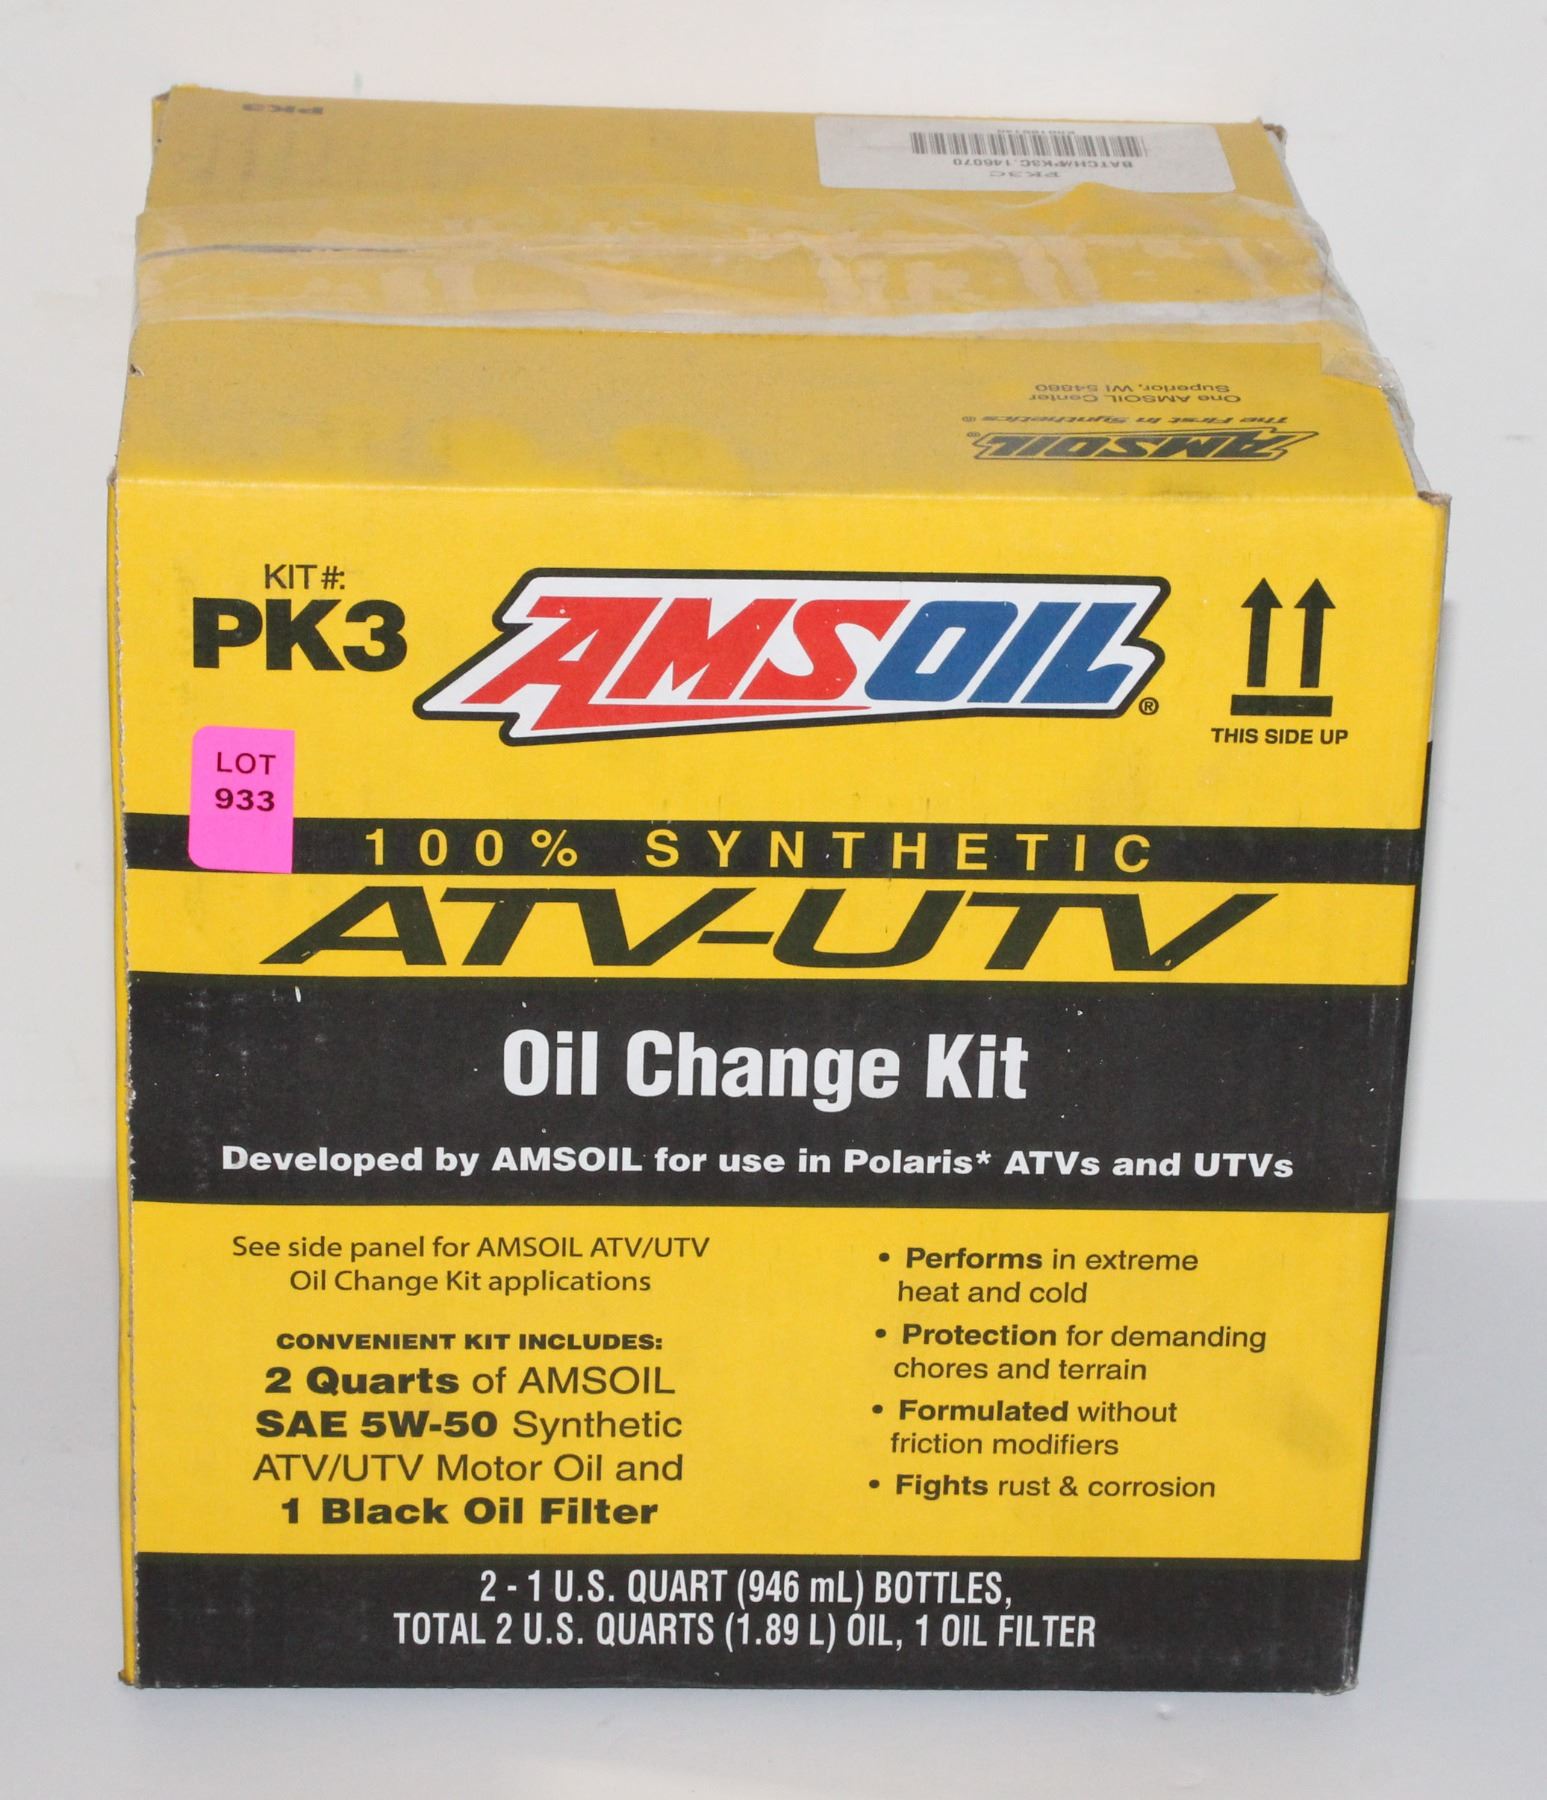 PK3
BATCH#PK3C.146070
PK3C
One AMSOIL Center
Superior, WI 54880
AMSOIL®
The First in Synthetics®
KIT#:
PK3
AMSOIL®
THIS SIDE UP
LOT
933
100% SYNTHETIC
ATV-UTV
Oil Change Kit
Developed by AMSOIL for use in Polaris* ATVs and UTVs
See side panel for AMSOIL ATV/UTV
Oil Change Kit applications
CONVENIENT KIT INCLUDES:
2 Quarts of AMSOIL
SAE 5W-50 Synthetic
ATV/UTV Motor Oil and
1 Black Oil Filter
• Performs in extreme
heat and cold
• Protection for demanding
chores and terrain
• Formulated without
friction modifiers
• Fights rust & corrosion
2 - 1 U.S. QUART (946 mL) BOTTLES,
TOTAL 2 U.S. QUARTS (1.89 L) OIL, 1 OIL FILTER